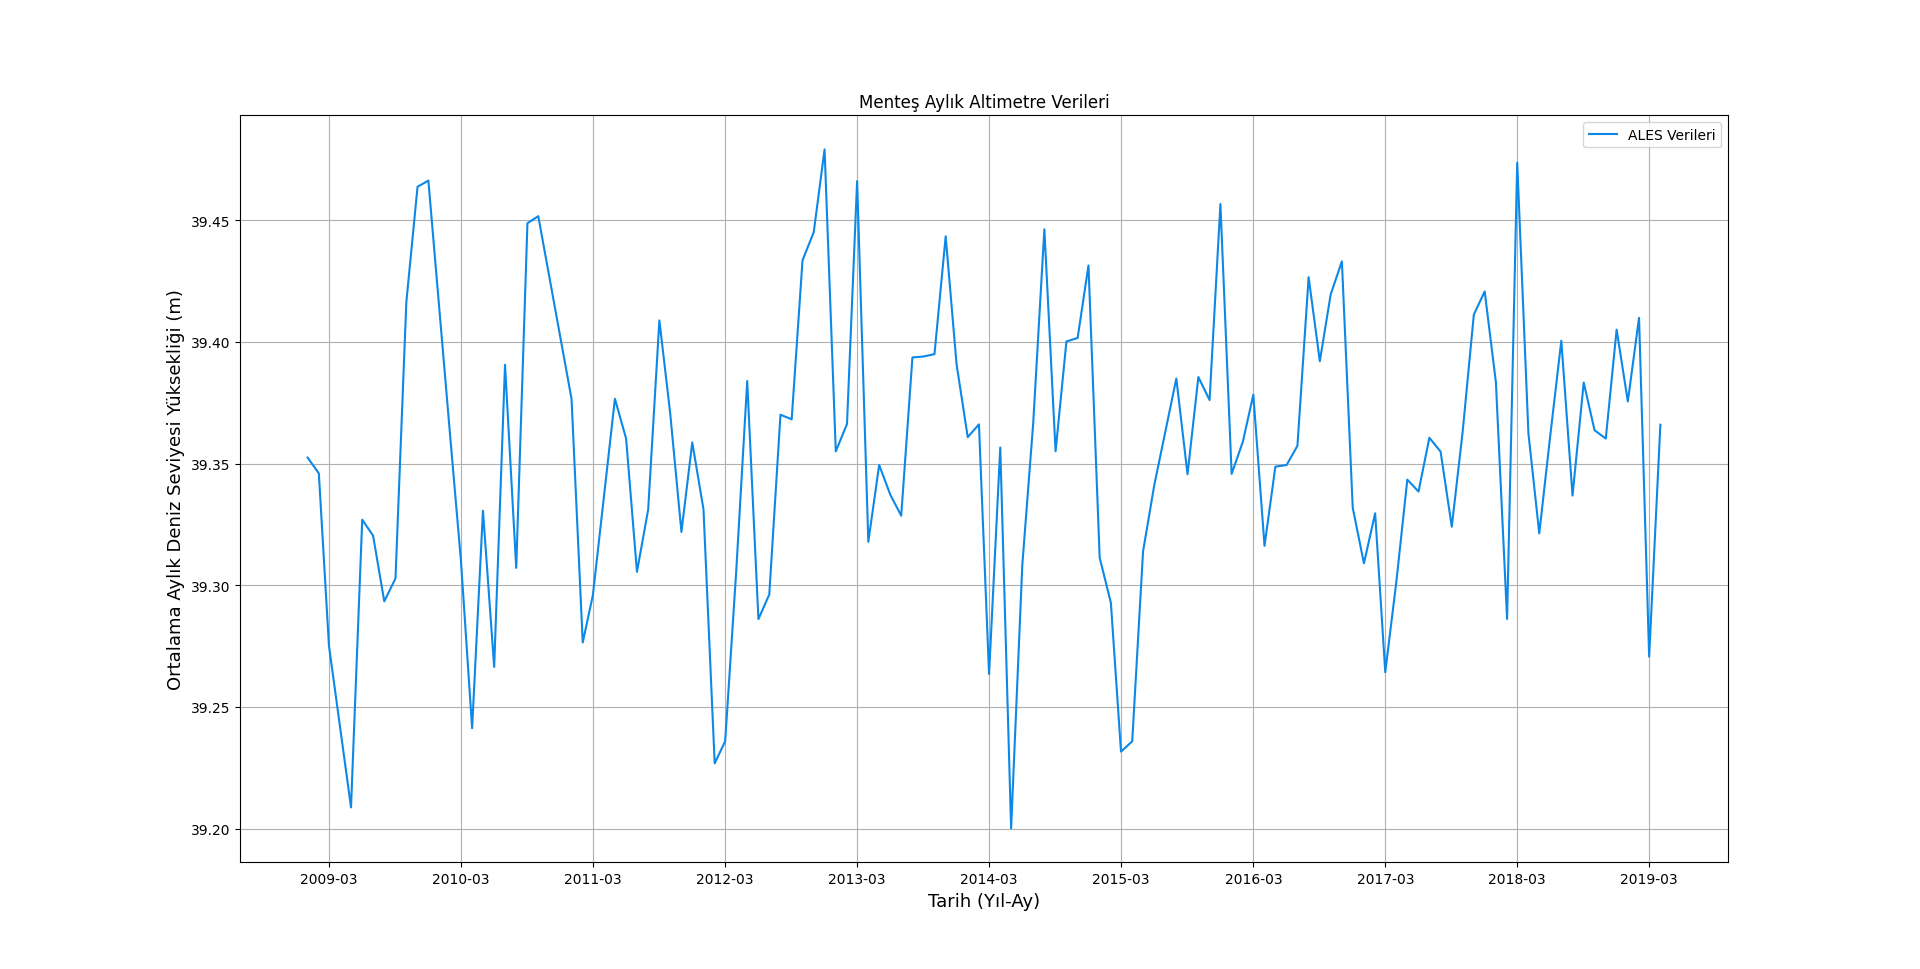 Menteş Aylık Altimetre Verileri
ALES Verileri
Ortalama Aylık Deniz Seviyesi Yüksekliği (m)
39.45
39.40
39.35
39.30
39.25
39.20
2009-03 2010-03 2011-03 2012-03 2013-03 2014-03 2015-03 2016-03 2017-03 2018-03 2019-03
Tarih (Yıl-Ay)